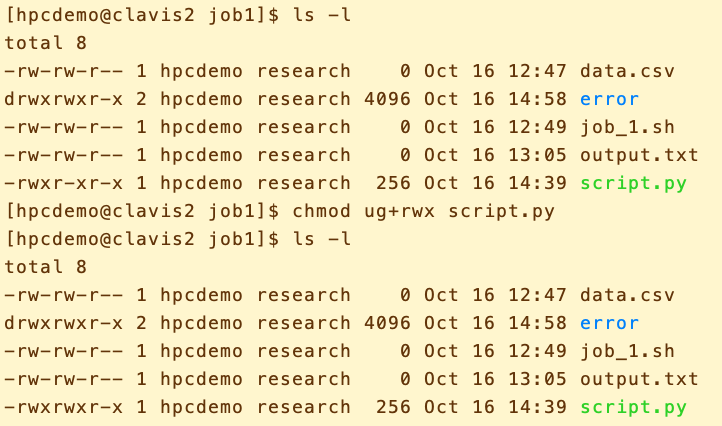 [hpcdemo@clavis2 job1]$ ls -l
total 8
-rw-rw-r-- 1 hpcdemo research    0 Oct 16 12:47 data.csv
drwxrwxr-x 2 hpcdemo research 4096 Oct 16 14:58 error
-rw-rw-r-- 1 hpcdemo research    0 Oct 16 12:49 job_1.sh
-rw-rw-r-- 1 hpcdemo research    0 Oct 16 13:05 output.txt
-rwxr-xr-x 1 hpcdemo research  256 Oct 16 14:39 script.py
[hpcdemo@clavis2 job1]$ chmod ug+rwx script.py
[hpcdemo@clavis2 job1]$ ls -l
total 8
-rw-rw-r-- 1 hpcdemo research    0 Oct 16 12:47 data.csv
drwxrwxr-x 2 hpcdemo research 4096 Oct 16 14:58 error
-rw-rw-r-- 1 hpcdemo research    0 Oct 16 12:49 job_1.sh
-rw-rw-r-- 1 hpcdemo research    0 Oct 16 13:05 output.txt
-rwxrwxr-x 1 hpcdemo research  256 Oct 16 14:39 script.py